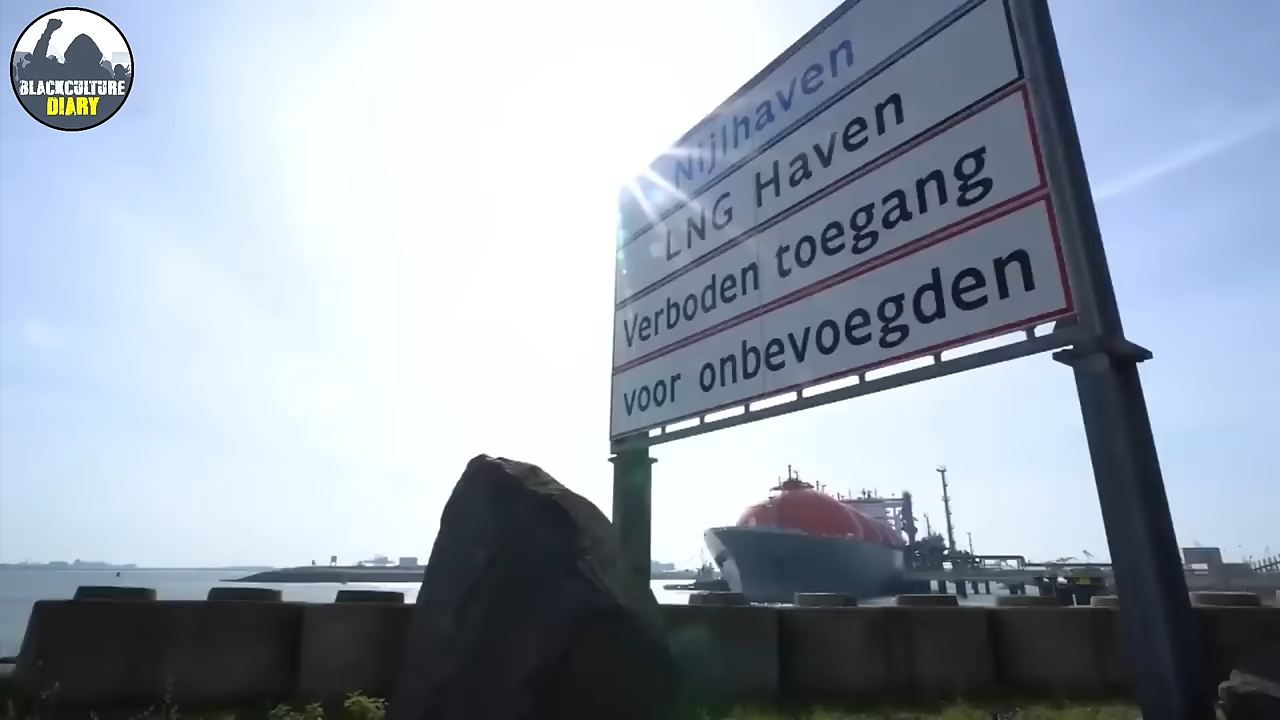 BLACKCULTURE
DIARY
Nijlhaven
LNG Haven
Verboden toegang
voor onbevoegden